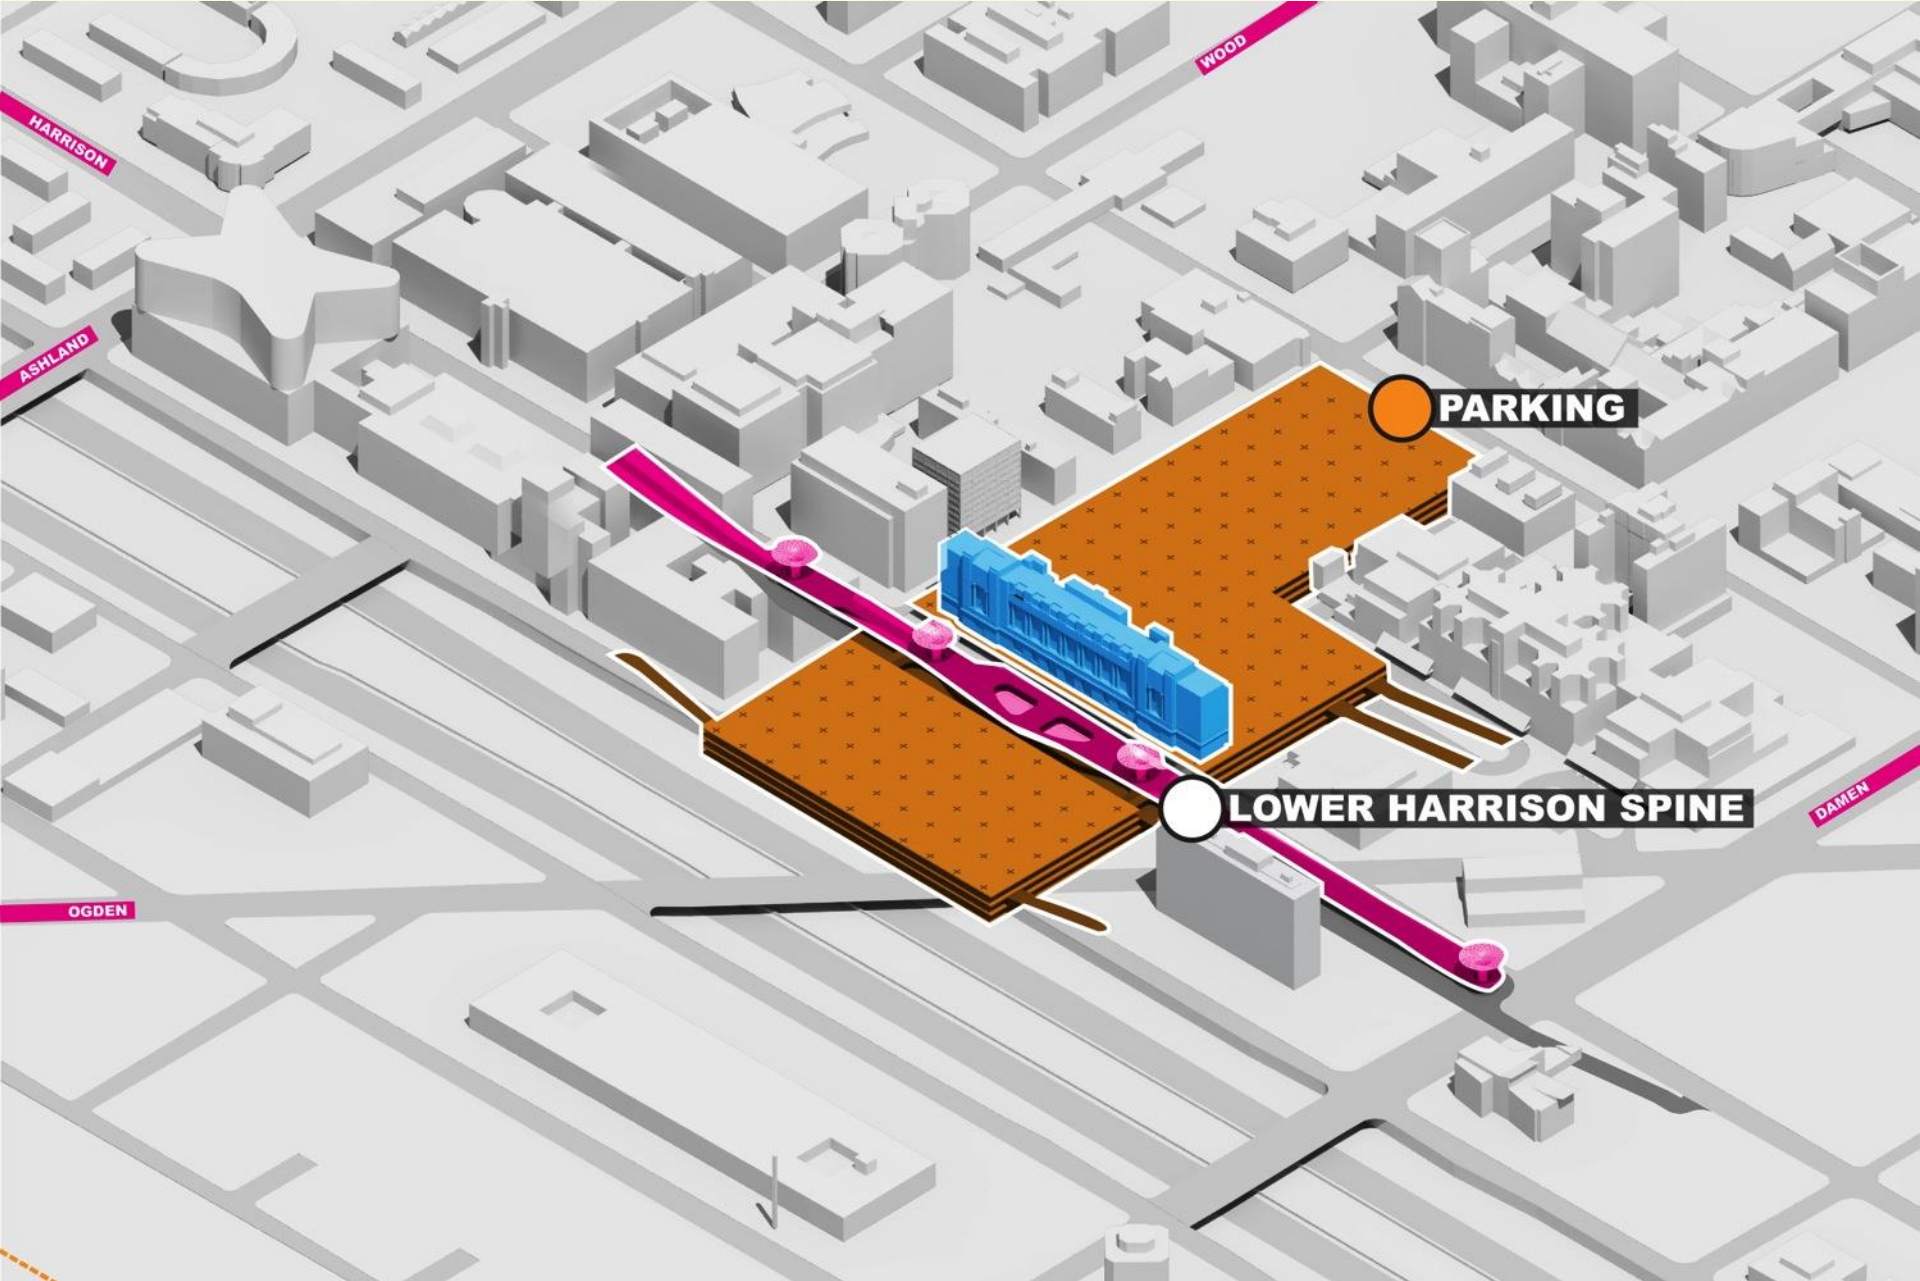 WOOD
HARRISON
ASHLAND
PARKING
LOWER HARRISON SPINE
DAMEN
OGDEN